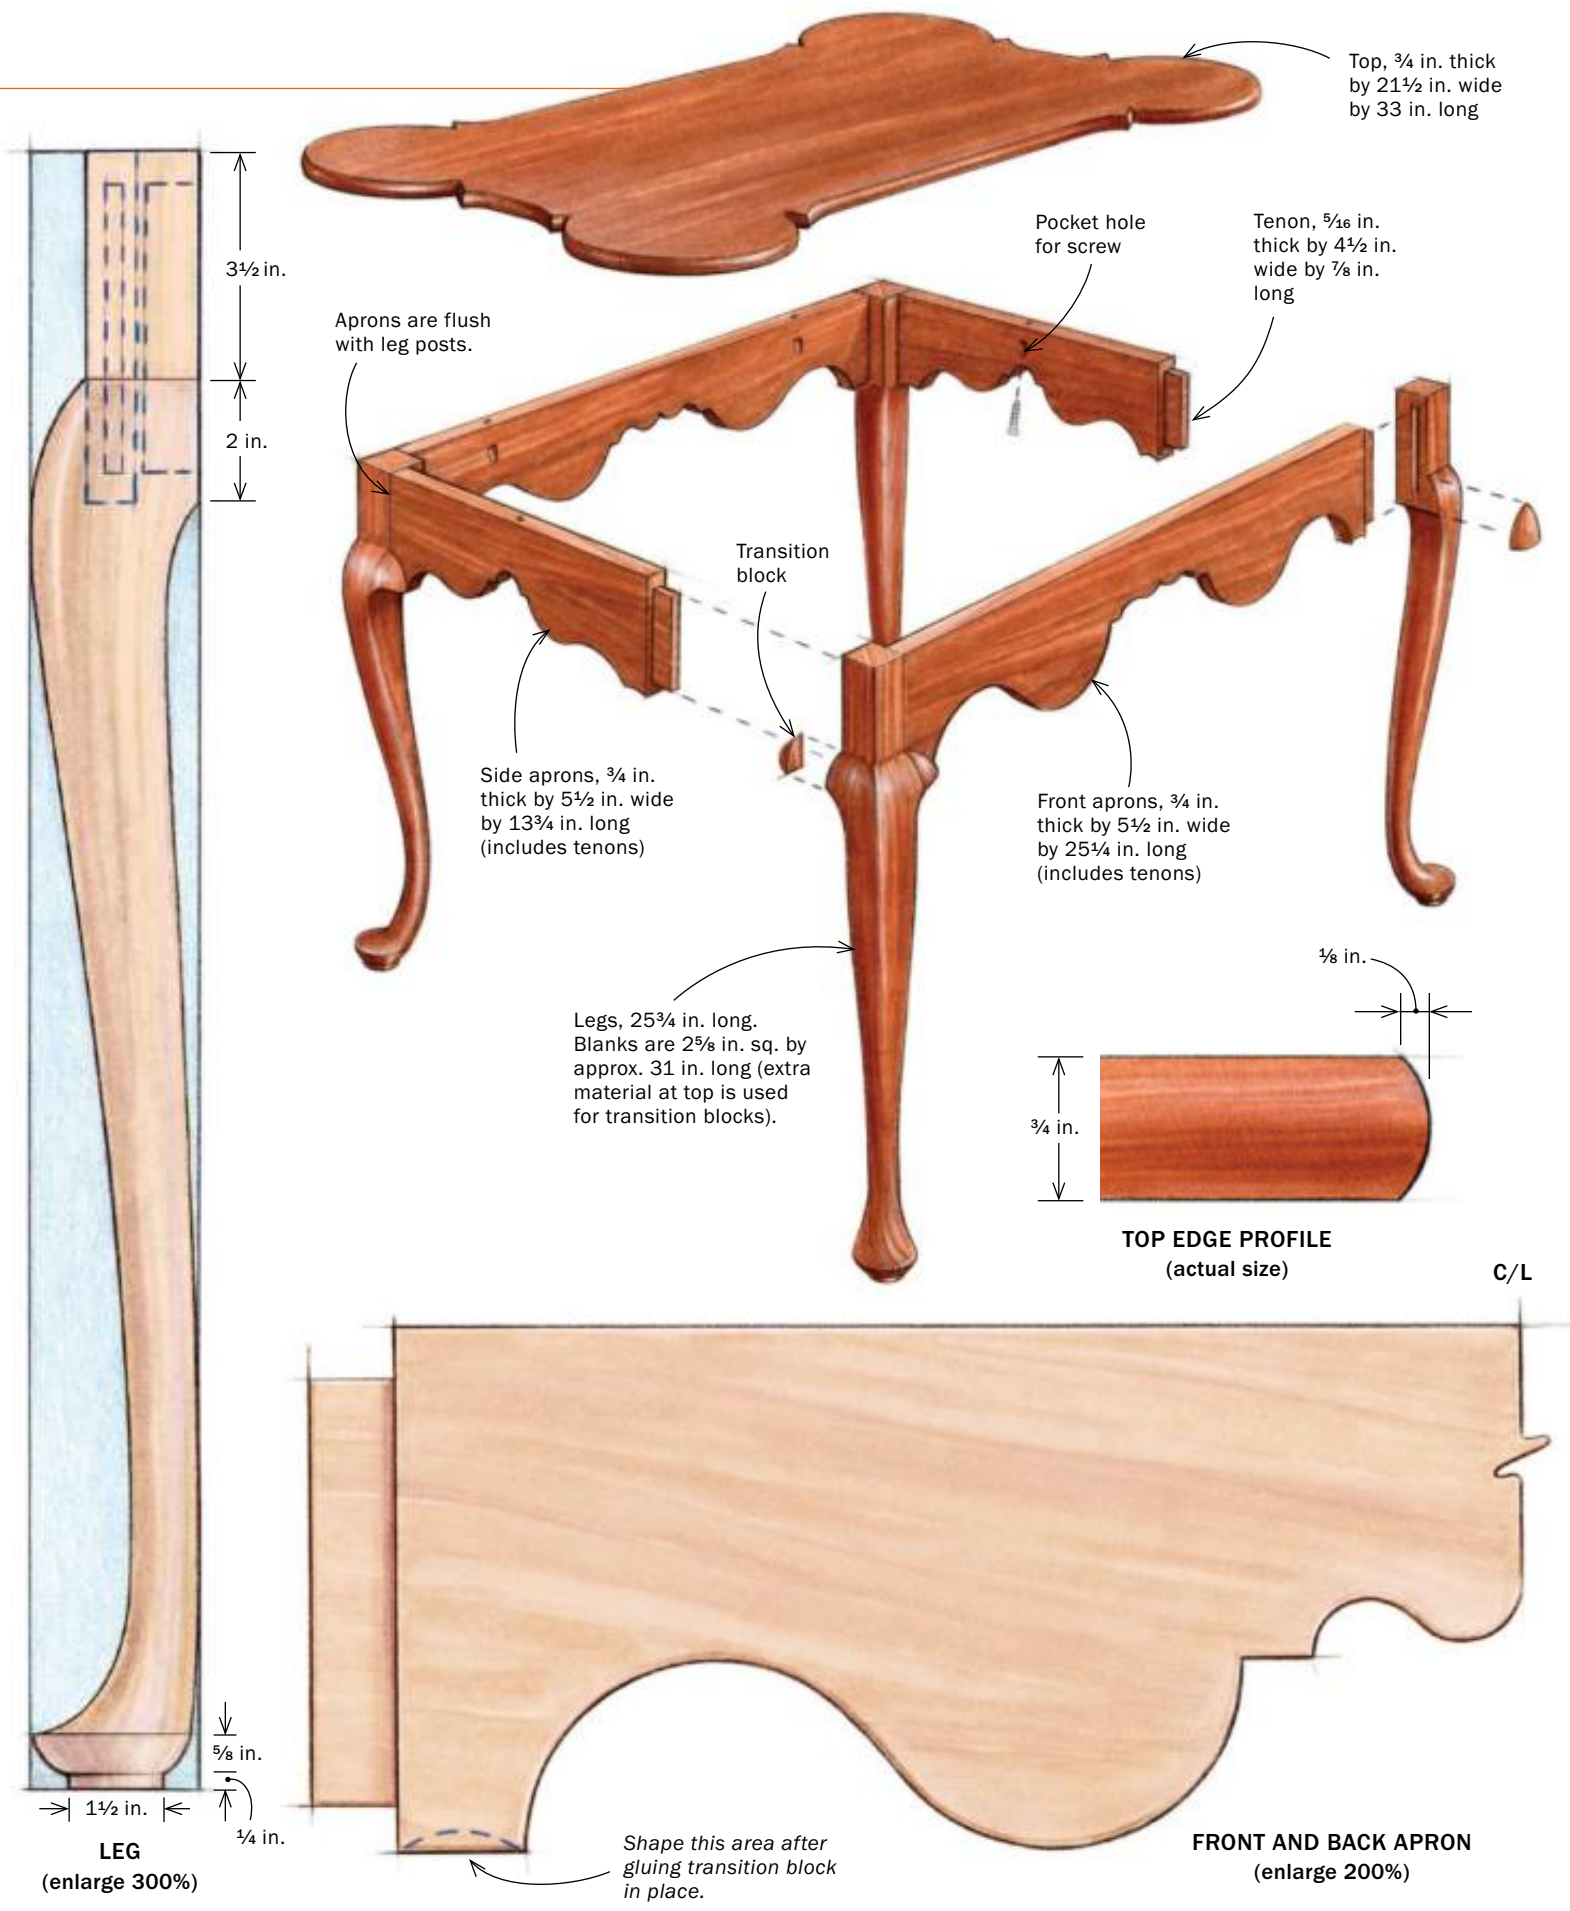 Top, ¾ in. thick
by 21½ in. wide
by 33 in. long
Pocket hole
for screw
Tenon, 5⁄16 in.
thick by 4½ in.
wide by ⅞ in.
long
3½ in.
Aprons are flush
with leg posts.
2 in.
Transition
block
Side aprons, ¾ in.
thick by 5½ in. wide
by 13¾ in. long
(includes tenons)
Front aprons, ¾ in.
thick by 5½ in. wide
by 25¼ in. long
(includes tenons)
Legs, 25¾ in. long.
Blanks are 2⅝ in. sq. by
approx. 31 in. long (extra
material at top is used
for transition blocks).
⅛ in.
¾ in.
TOP EDGE PROFILE
(actual size)
C/L
⅝ in.
1½ in.
¼ in.
LEG
(enlarge 300%)
Shape this area after
gluing transition block
in place.
FRONT AND BACK APRON
(enlarge 200%)